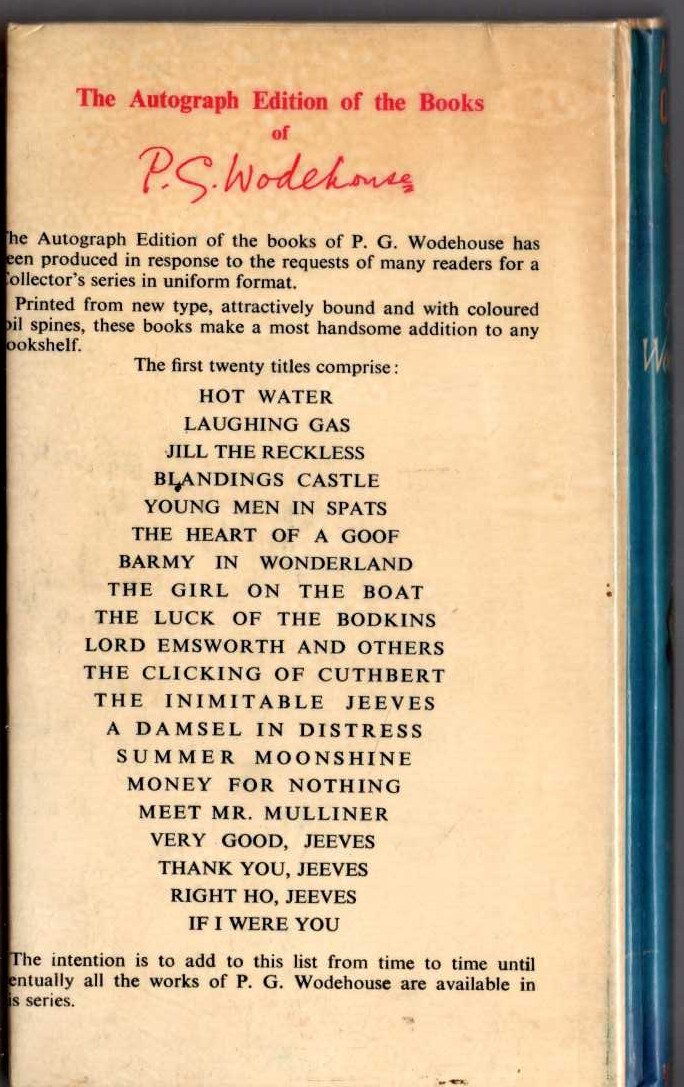 The Autograph Edition of the Books
of
P. G. Wodehouse
The Autograph Edition of the books of P. G. Wodehouse has
een produced in response to the requests of many readers for a
ollector's series in uniform format.
Printed from new type, attractively bound and with coloured
oil spines, these books make a most handsome addition to any
ookshelf.
The first twenty titles comprise:
HOT WATER
LAUGHING GAS
JILL THE RECKLESS
BLANDINGS CASTLE
YOUNG MEN IN SPATS
THE HEART OF A GOOF
BARMY IN WONDERLAND
THE GIRL ON THE BOAT
THE LUCK OF THE BODKINS
LORD EMSWORTH AND OTHERS
THE CLICKING OF CUTHBERT
THE INIMITABLE JEEVES
A DAMSEL IN DISTRESS
SUMMER MOONSHINE
MONEY FOR NOTHING
MEET MR. MULLINER
VERY GOOD, JEEVES
THANK YOU, JEEVES
RIGHT HO, JEEVES
IF I WERE YOU
The intention is to add to this list from time to time until
entually all the works of P. G. Wodehouse are available in
is series.